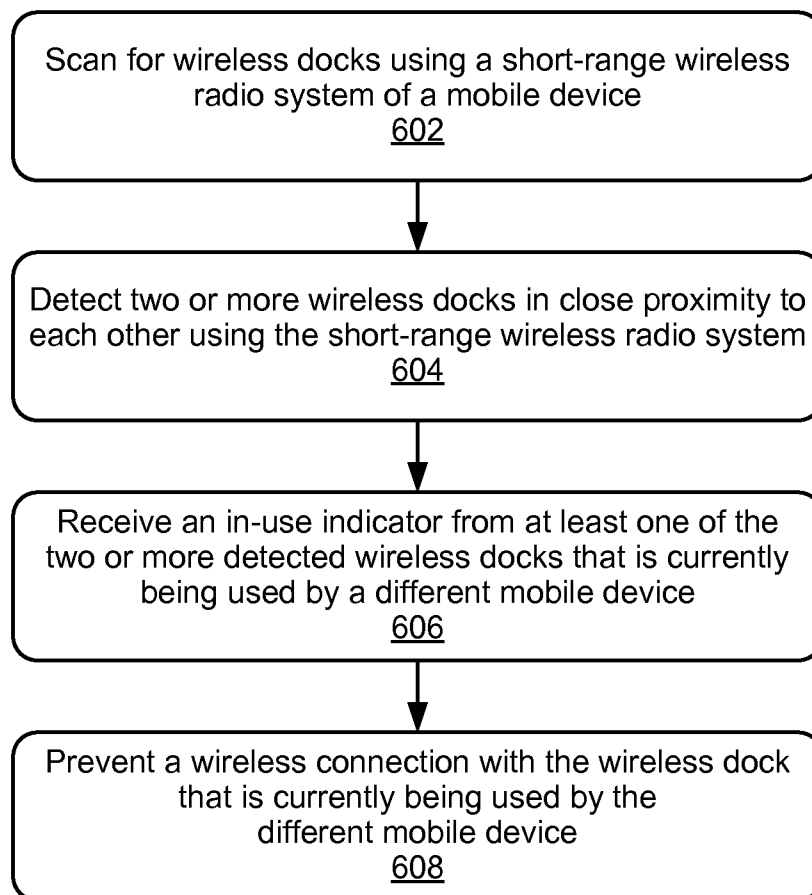 Scan for wireless docks using a short-range wireless
radio system of a mobile device
602
Detect two or more wireless docks in close proximity to
each other using the short-range wireless radio system
604
Receive an in-use indicator from at least one of the
two or more detected wireless docks that is currently
being used by a different mobile device
606
Prevent a wireless connection with the wireless dock
that is currently being used by the
different mobile device
608